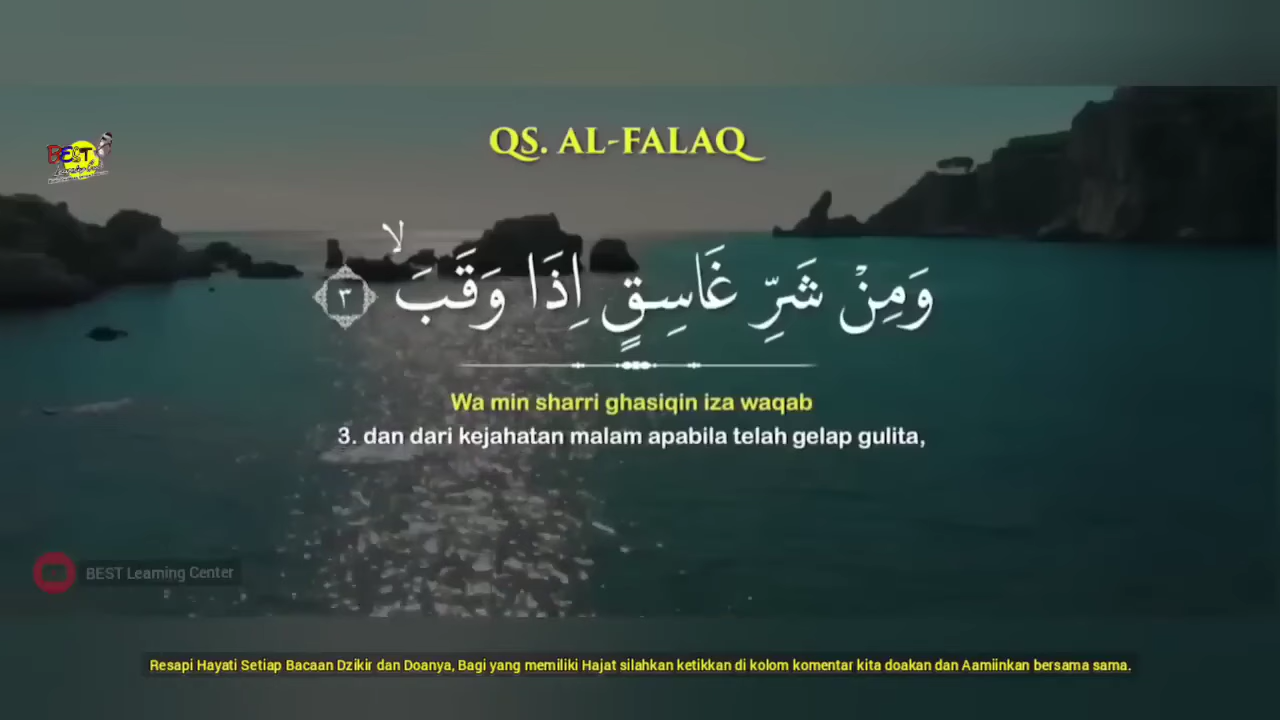 BEST
QS. AL-FALAQ
وَمِنْ شَرِّ غَاسِقٍ اِذَا وَقَبَۙ ٣
Wa min sharri ghasiqin iza waqab
3. dan dari kejahatan malam apabila telah gelap gulita,
BEST Learning Center
Resapi Hayati Setiap Bacaan Dzikir dan Doanya, Bagi yang memiliki Hajat silahkan ketikkan di kolom komentar kita doakan dan Aamiinkan bersama sama.